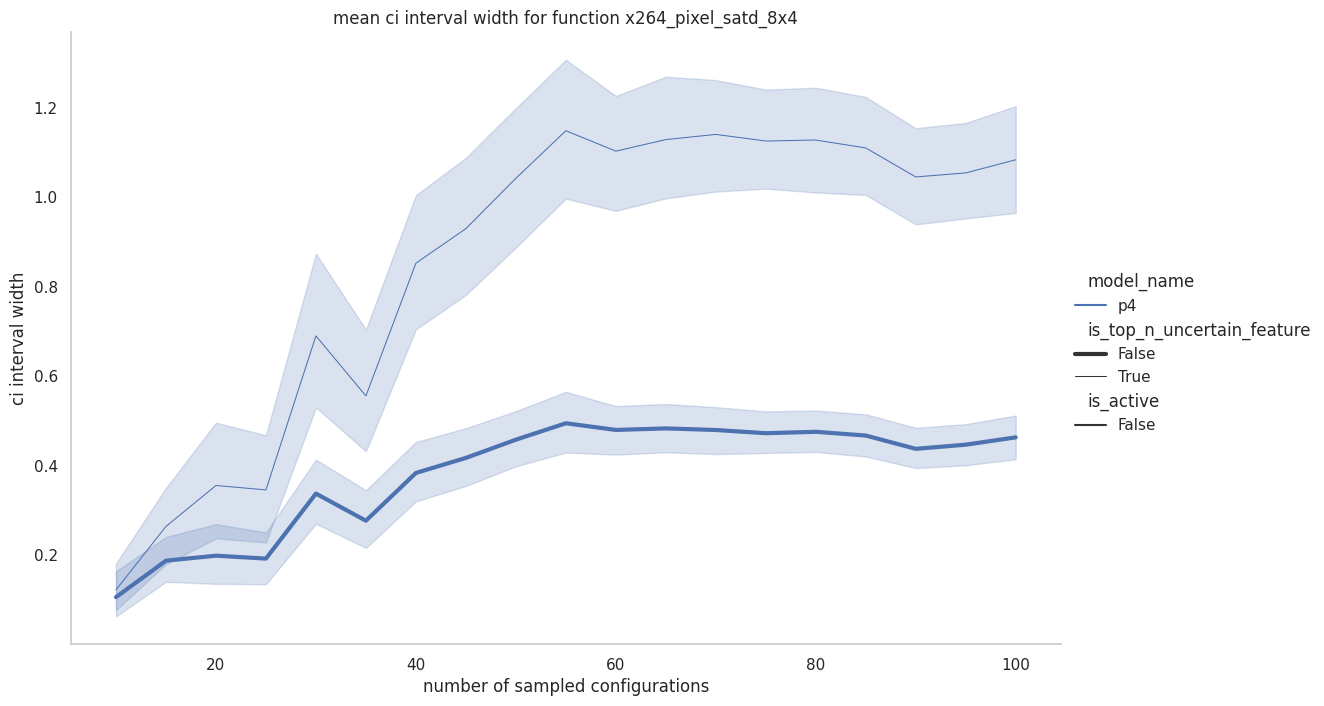 mean ci interval width for function x264_pixel_satd_8x4
ci interval width
1.2
1.0
0.8
0.6
0.4
0.2
20
40
60
80
100
number of sampled configurations
model_name
p4
is_top_n_uncertain_feature
False
True
is_active
False